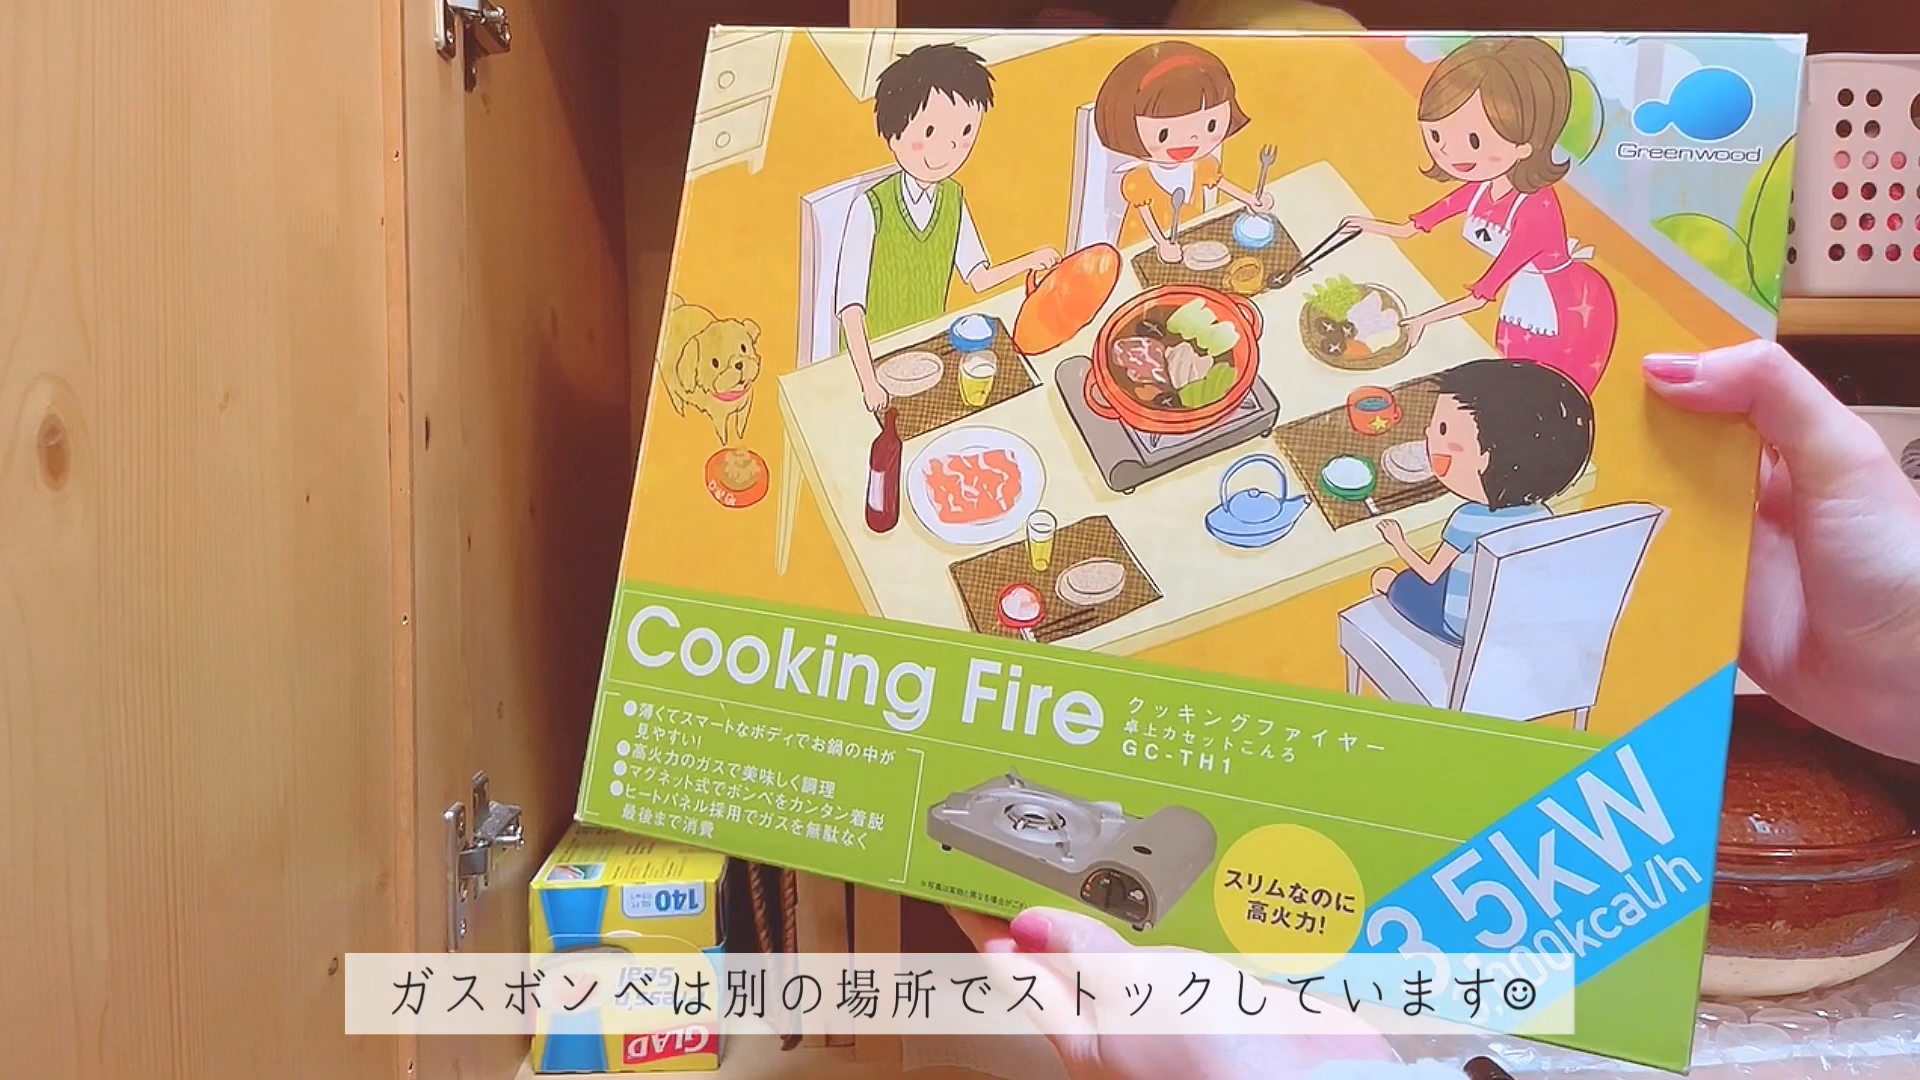 Greenwood
Cooking Fire
クッキングファイヤー
卓上カセットこんろ
GC-TH1
●薄くてスマートなボディでお鍋の中が
見やすい!
●高火力のガスで美味しく調理
●マグネット式でボンベをカンタン着脱
●ヒートパネル採用でガスを無駄なく
最後まで消費
スリムなのに
高火力!
3.5kW
000kcal/h
140
Press'n
Seal
GLAD
ガスボンベは別の場所でストックしています☺